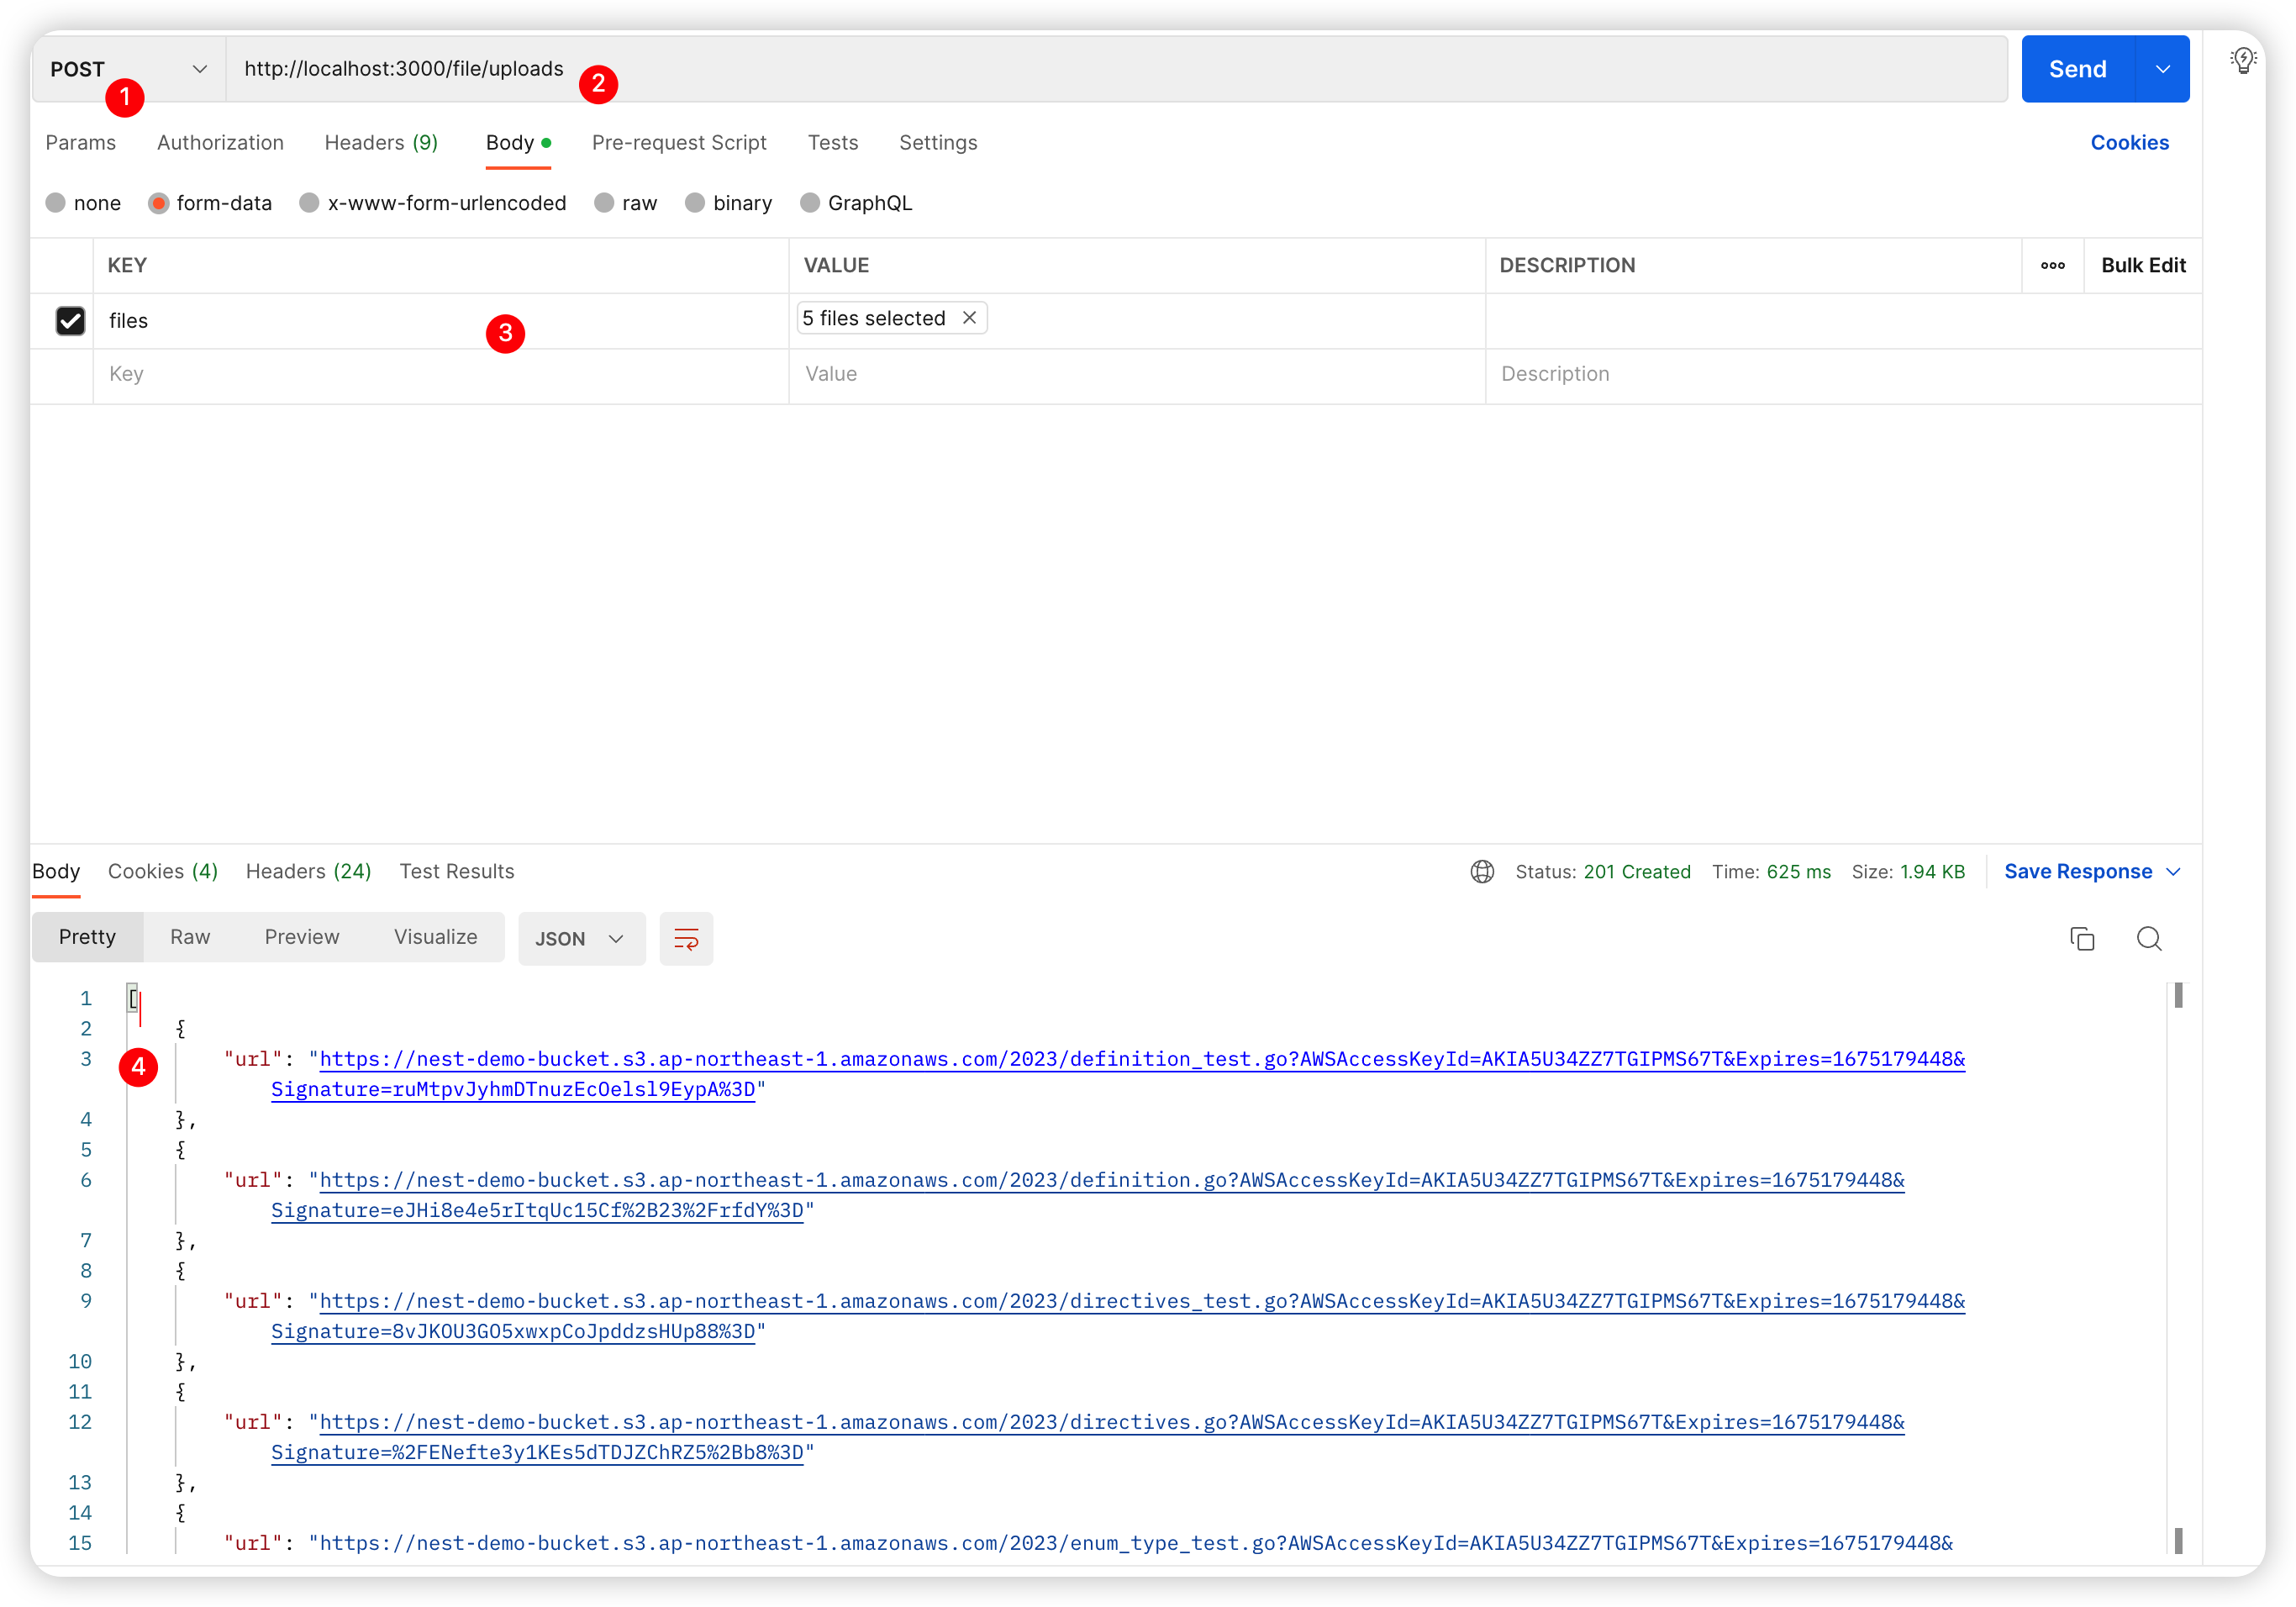 POST http://localhost:3000/file/uploads Send
1 2
Params Authorization Headers (9) Body Pre-request Script Tests Settings Cookies
none form-data x-www-form-urlencoded raw binary GraphQL
KEY VALUE DESCRIPTION ooo Bulk Edit
files 5 files selected
3
Key Value Description
Body Cookies (4) Headers (24) Test Results Status: 201 Created Time: 625 ms Size: 1.94 KB Save Response
Pretty Raw Preview Visualize JSON
1 [
2 {
3 "url": "https://nest-demo-bucket.s3.ap-northeast-1.amazonaws.com/2023/definition_test.go?AWSAccessKeyId=AKIA5U34ZZ7TGIPMS67T&Expires=1675179448&
4
Signature=ruMtpvJyhmDTnuzEcOelsl9EypA%3D"
4 },
5 {
6 "url": "https://nest-demo-bucket.s3.ap-northeast-1.amazonaws.com/2023/definition.go?AWSAccessKeyId=AKIA5U34ZZ7TGIPMS67T&Expires=1675179448&
Signature=eJHi8e4e5rItqUc15Cf%2B23%2FrfdY%3D"
7 },
8 {
9 "url": "https://nest-demo-bucket.s3.ap-northeast-1.amazonaws.com/2023/directives_test.go?AWSAccessKeyId=AKIA5U34ZZ7TGIPMS67T&Expires=1675179448&
Signature=8vJKOU3GO5xwxpCoJpddzsHUp88%3D"
10 },
11 {
12 "url": "https://nest-demo-bucket.s3.ap-northeast-1.amazonaws.com/2023/directives.go?AWSAccessKeyId=AKIA5U34ZZ7TGIPMS67T&Expires=1675179448&
Signature=%2FENefte3y1KEs5dTDJZChRZ5%2Bb8%3D"
13 },
14 {
15 "url": "https://nest-demo-bucket.s3.ap-northeast-1.amazonaws.com/2023/enum_type_test.go?AWSAccessKeyId=AKIA5U34ZZ7TGIPMS67T&Expires=1675179448&